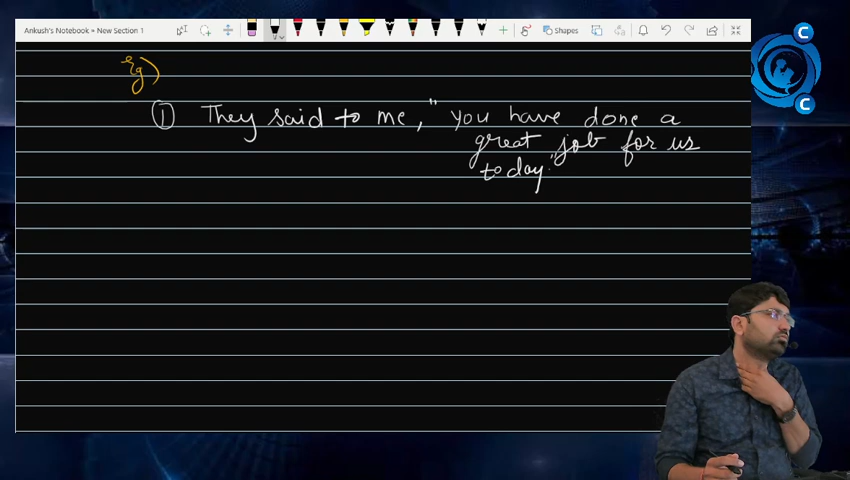 Ankush's Notebook » New Section 1
Shapes
C
Eg)
① They said to me, "you have done a
great job for us
today."
C